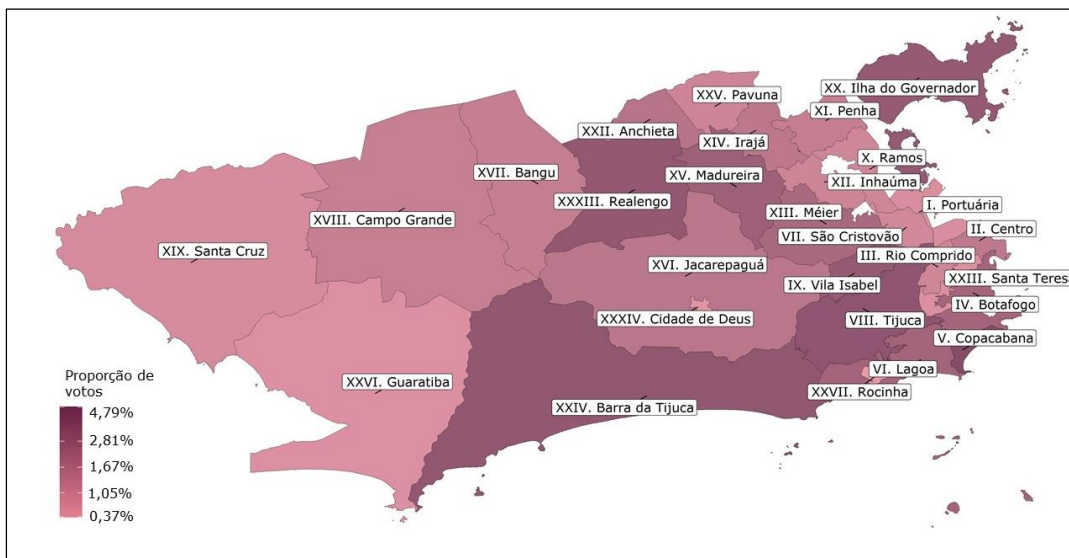 XX. Ilha do Governador
XXV. Pavuna
XI. Penha
XXII. Anchieta
XIV. Irajá
X. Ramos
XVII. Bangu
XV. Madureira
XII. Inhaúma
XXXIII. Realengo
I. Portuária
XVIII. Campo Grande
XIII. Méier
VII. São Cristovão
II. Centro
XIX. Santa Cruz
III. Rio Comprido
XVI. Jacarepaguá
XXIII. Santa Teres
IX. Vila Isabel
IV. Botafogo
XXXIV. Cidade de Deus
VIII. Tijuca
V. Copacabana
VI. Lagoa
XXVI. Guaratiba
XXVII. Rocinha
XXIV. Barra da Tijuca
Proporção de
votos
4,79%
2,81%
1,67%
1,05%
0,37%